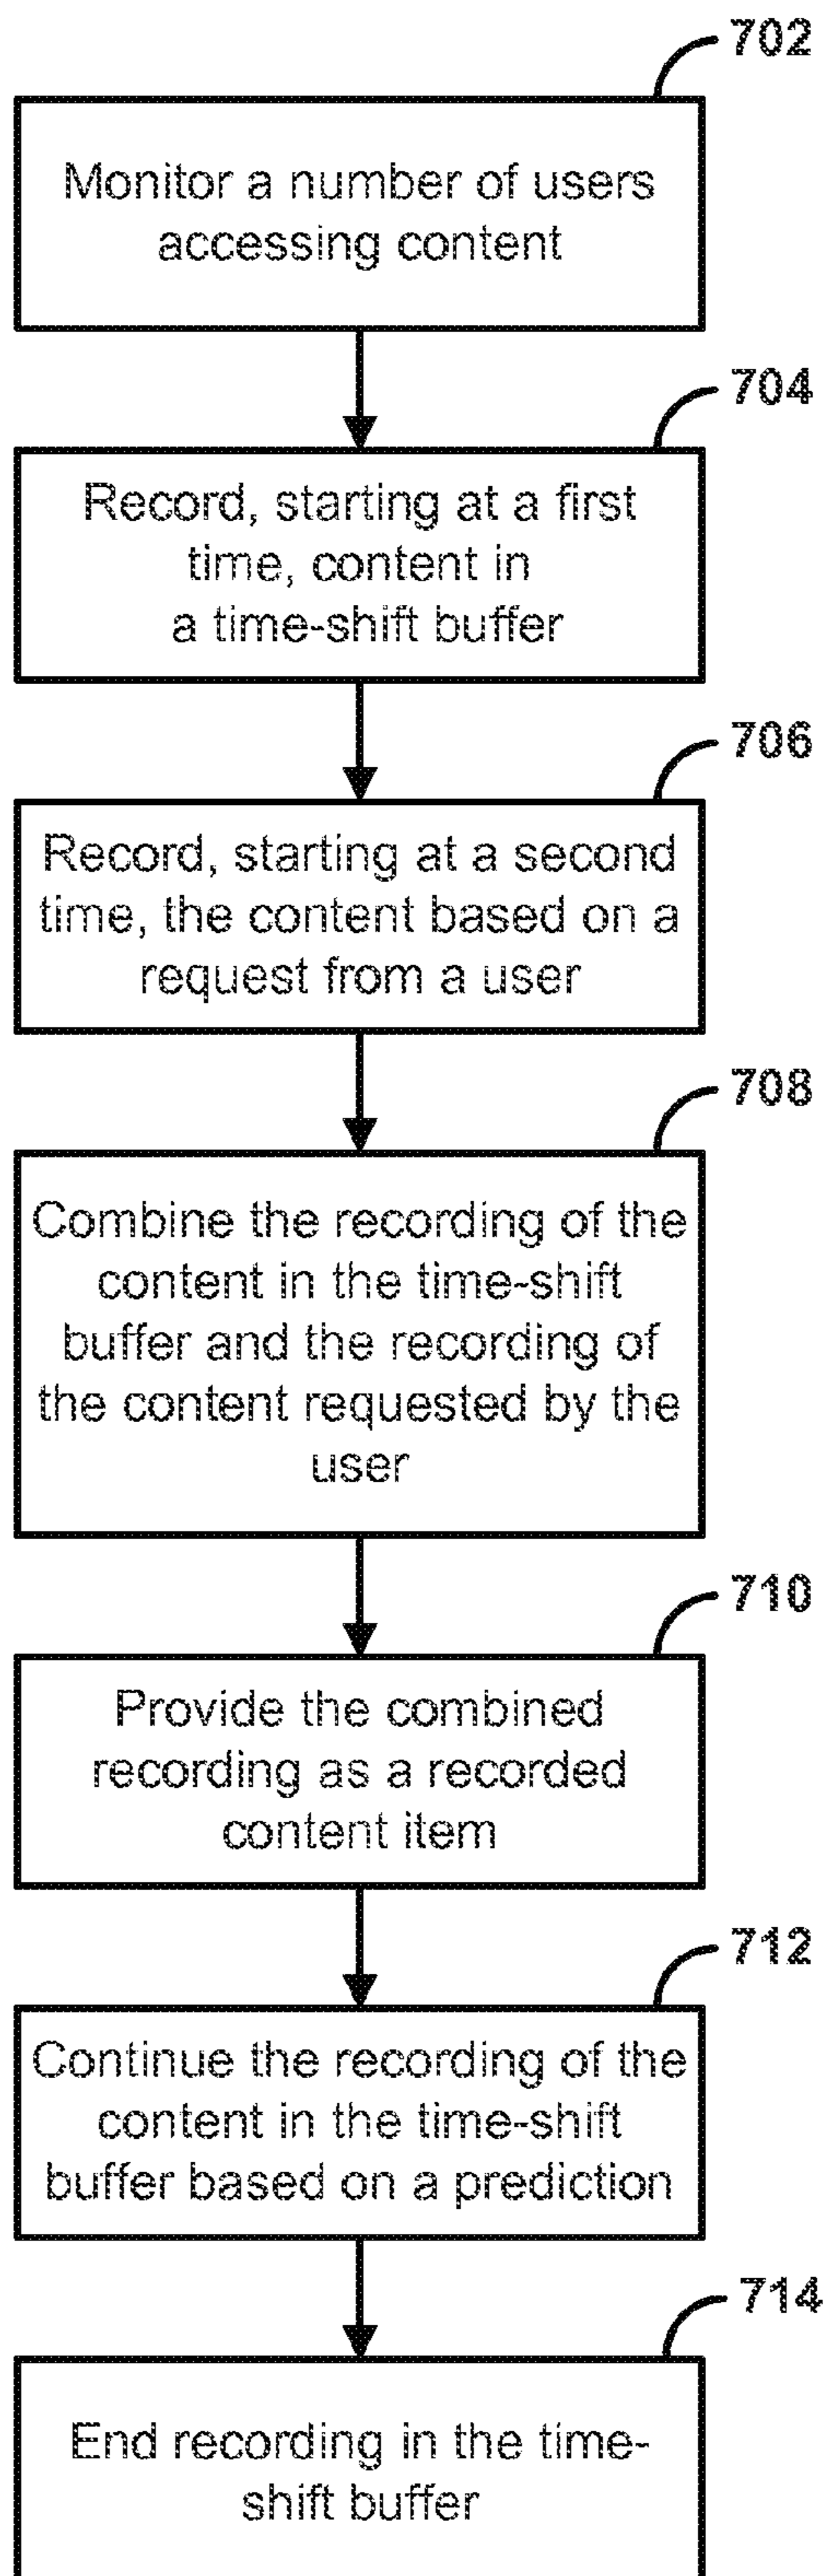 702
Monitor a number of users
accessing content
704
Record, starting at a first
time, content in
a time-shift buffer
706
Record, starting at a second
time, the content based on a
request from a user
708
Combine the recording of the
content in the time-shift
buffer and the recording of
the content requested by the
user
710
Provide the combined
recording as a recorded
content item
712
Continue the recording of the
content in the time-shift
buffer based on a prediction
714
End recording in the time-
shift buffer